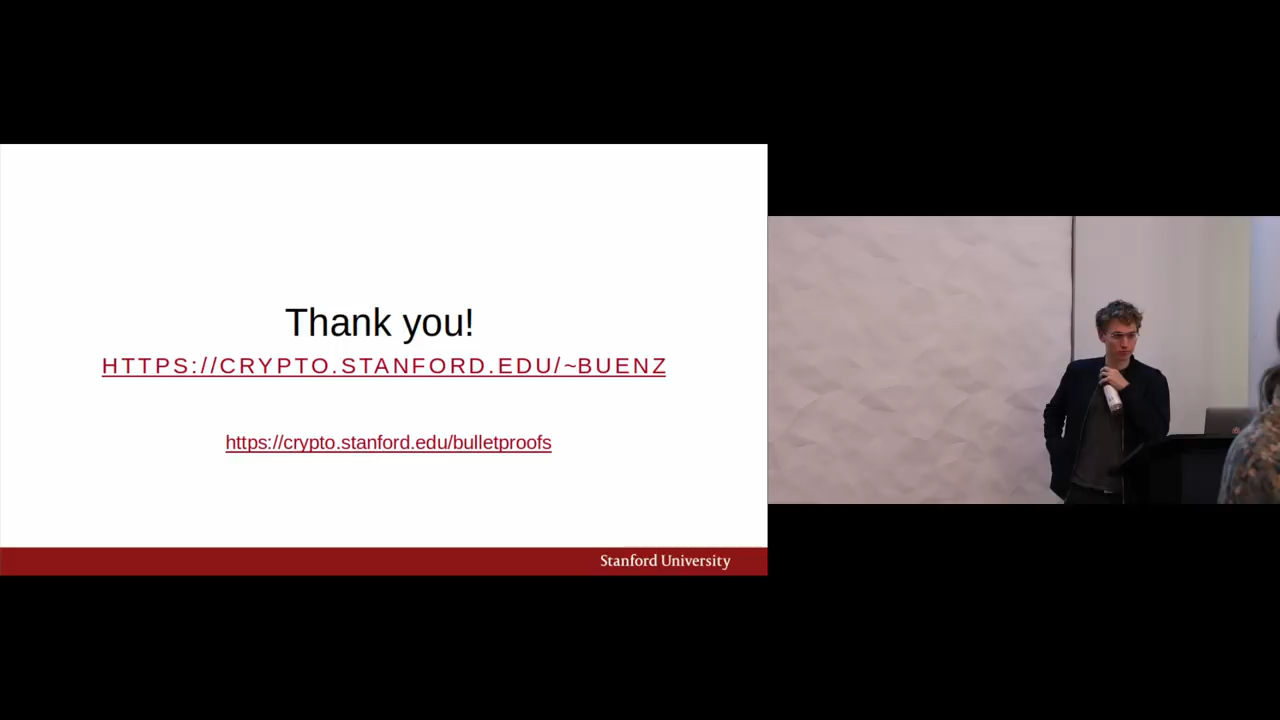 Thank you!
HTTPS://CRYPTO.STANFORD.EDU/~BUENZ
https://crypto.stanford.edu/bulletproofs
Stanford University